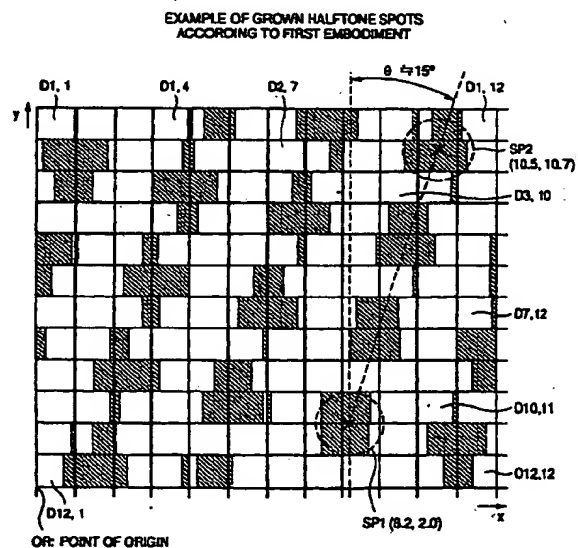 EXAMPLE OF GROWN HALFTONE SPOTS
ACCORDING TO FIRST EMBODIMENT
θ ≒15°
D1, 1
D1, 4
D2, 7
D1, 12
y
SP2
(10.5, 10.7)
D3, 10
D7, 12
D10, 11
D12, 12
x
D12, 1
SP1 (8.2, 2.0)
OR: POINT OF ORIGIN